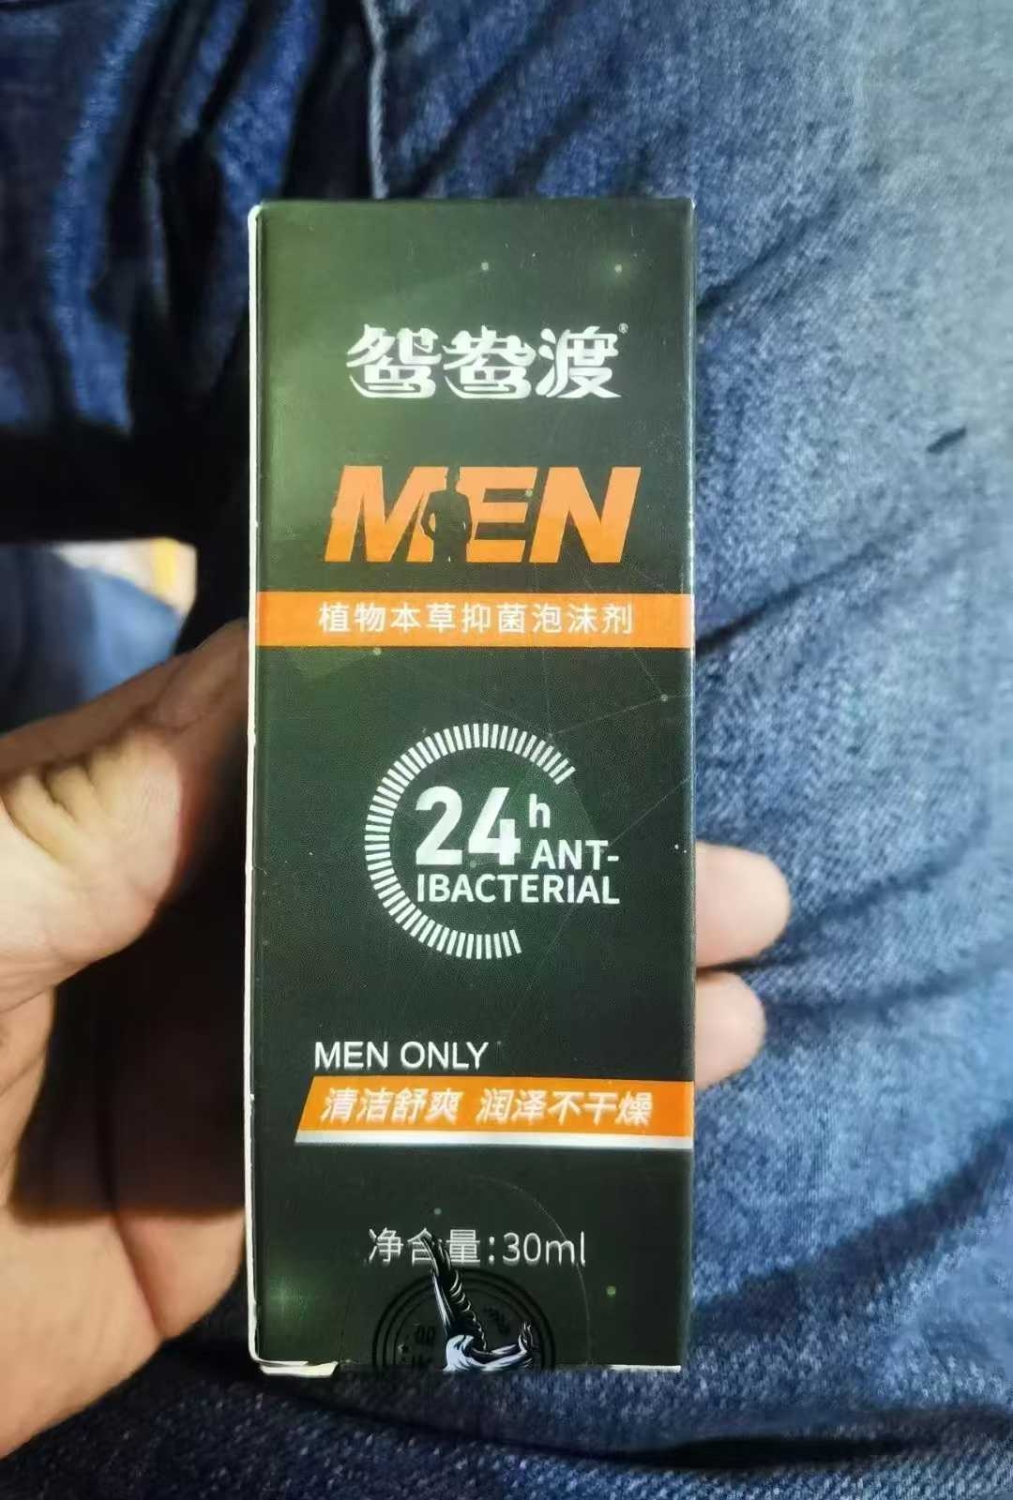 鸳鸯渡®
MEN
植物本草抑菌泡沫剂
24h
ANT-
IBACTERIAL
MEN ONLY
清洁舒爽 润泽不干燥
净含量:30ml